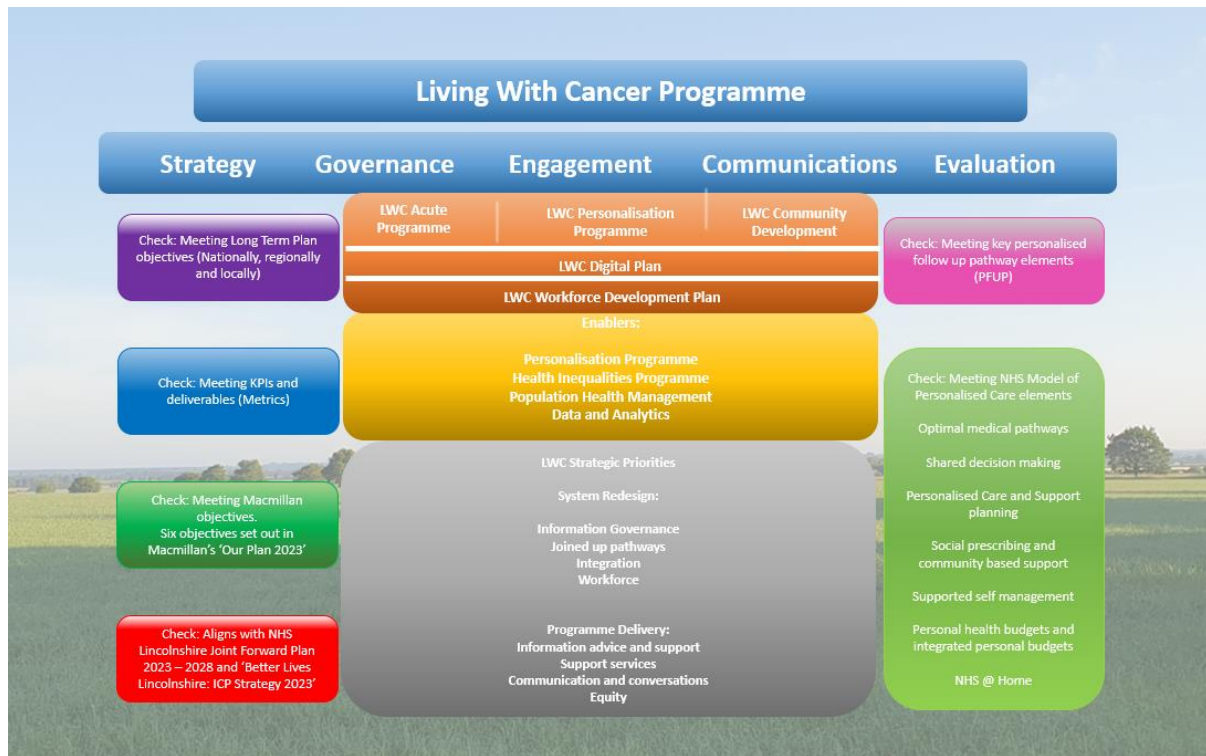 Living With Cancer Programme
Strategy Governance Engagement Communications Evaluation
Check: Meeting Long Term Plan
objectives (Nationally, regionally
and locally)
Check: Meeting KPIs and
deliverables (Metrics)
Check: Meeting Macmillan
objectives.
Six objectives set out in
Macmillan's 'Our Plan 2023'
Check: Aligns with NHS
Lincolnshire Joint Forward Plan
2023 – 2028 and 'Better Lives
Lincolnshire: ICP Strategy 2023'
LWC Acute
Programme
LWC Personalisation
Programme
LWC Community
Development
LWC Digital Plan
LWC Workforce Development Plan
Enablers:
Personalisation Programme
Health Inequalities Programme
Population Health Management
Data and Analytics
LWC Strategic Priorities
System Redesign:
Information Governance
Joined up pathways
Integration
Workforce
Programme Delivery:
Information advice and support
Support services
Communication and conversations
Equity
Check: Meeting key personalised
follow up pathway elements
(PFUP)
Check: Meeting NHS Model of
Personalised Care elements
Optimal medical pathways
Shared decision making
Personalised Care and Support
planning
Social prescribing and
community based support
Supported self management
Personal health budgets and
integrated personal budgets
NHS @ Home